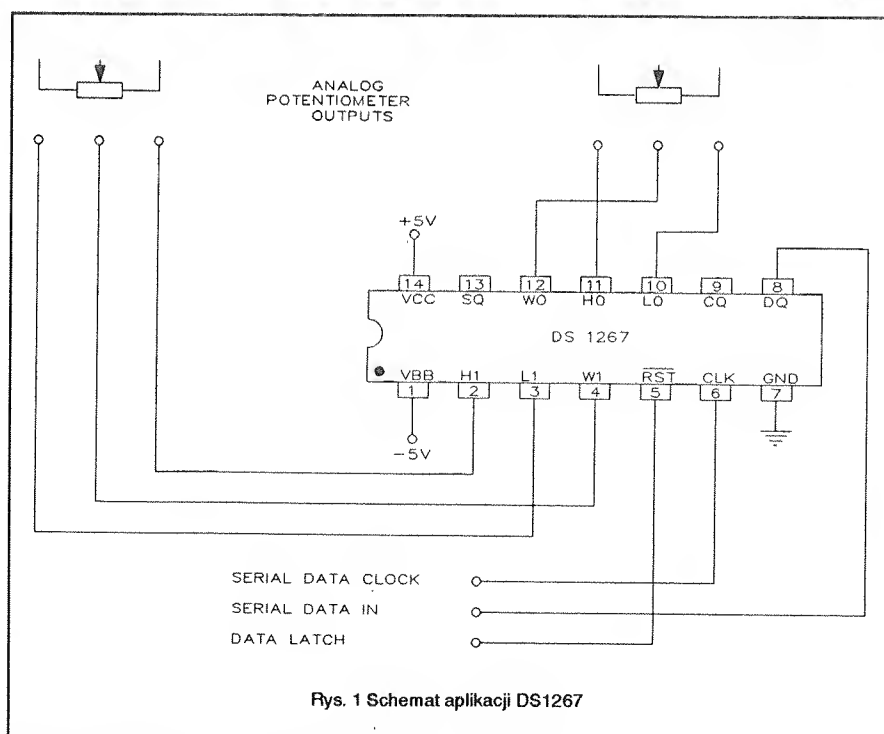 ANALOG
POTENTIOMETER
OUTPUTS
+5V
14 13 12 11 10 9 8
VCC SQ W0 H0 L0 CQ DQ
DS 1267
VBB H1 L1 W1 RST CLK GND
1 2 3 4 5 6 7
−5V
SERIAL DATA CLOCK
SERIAL DATA IN
DATA LATCH
Rys. 1 Schemat aplikacji DS1267